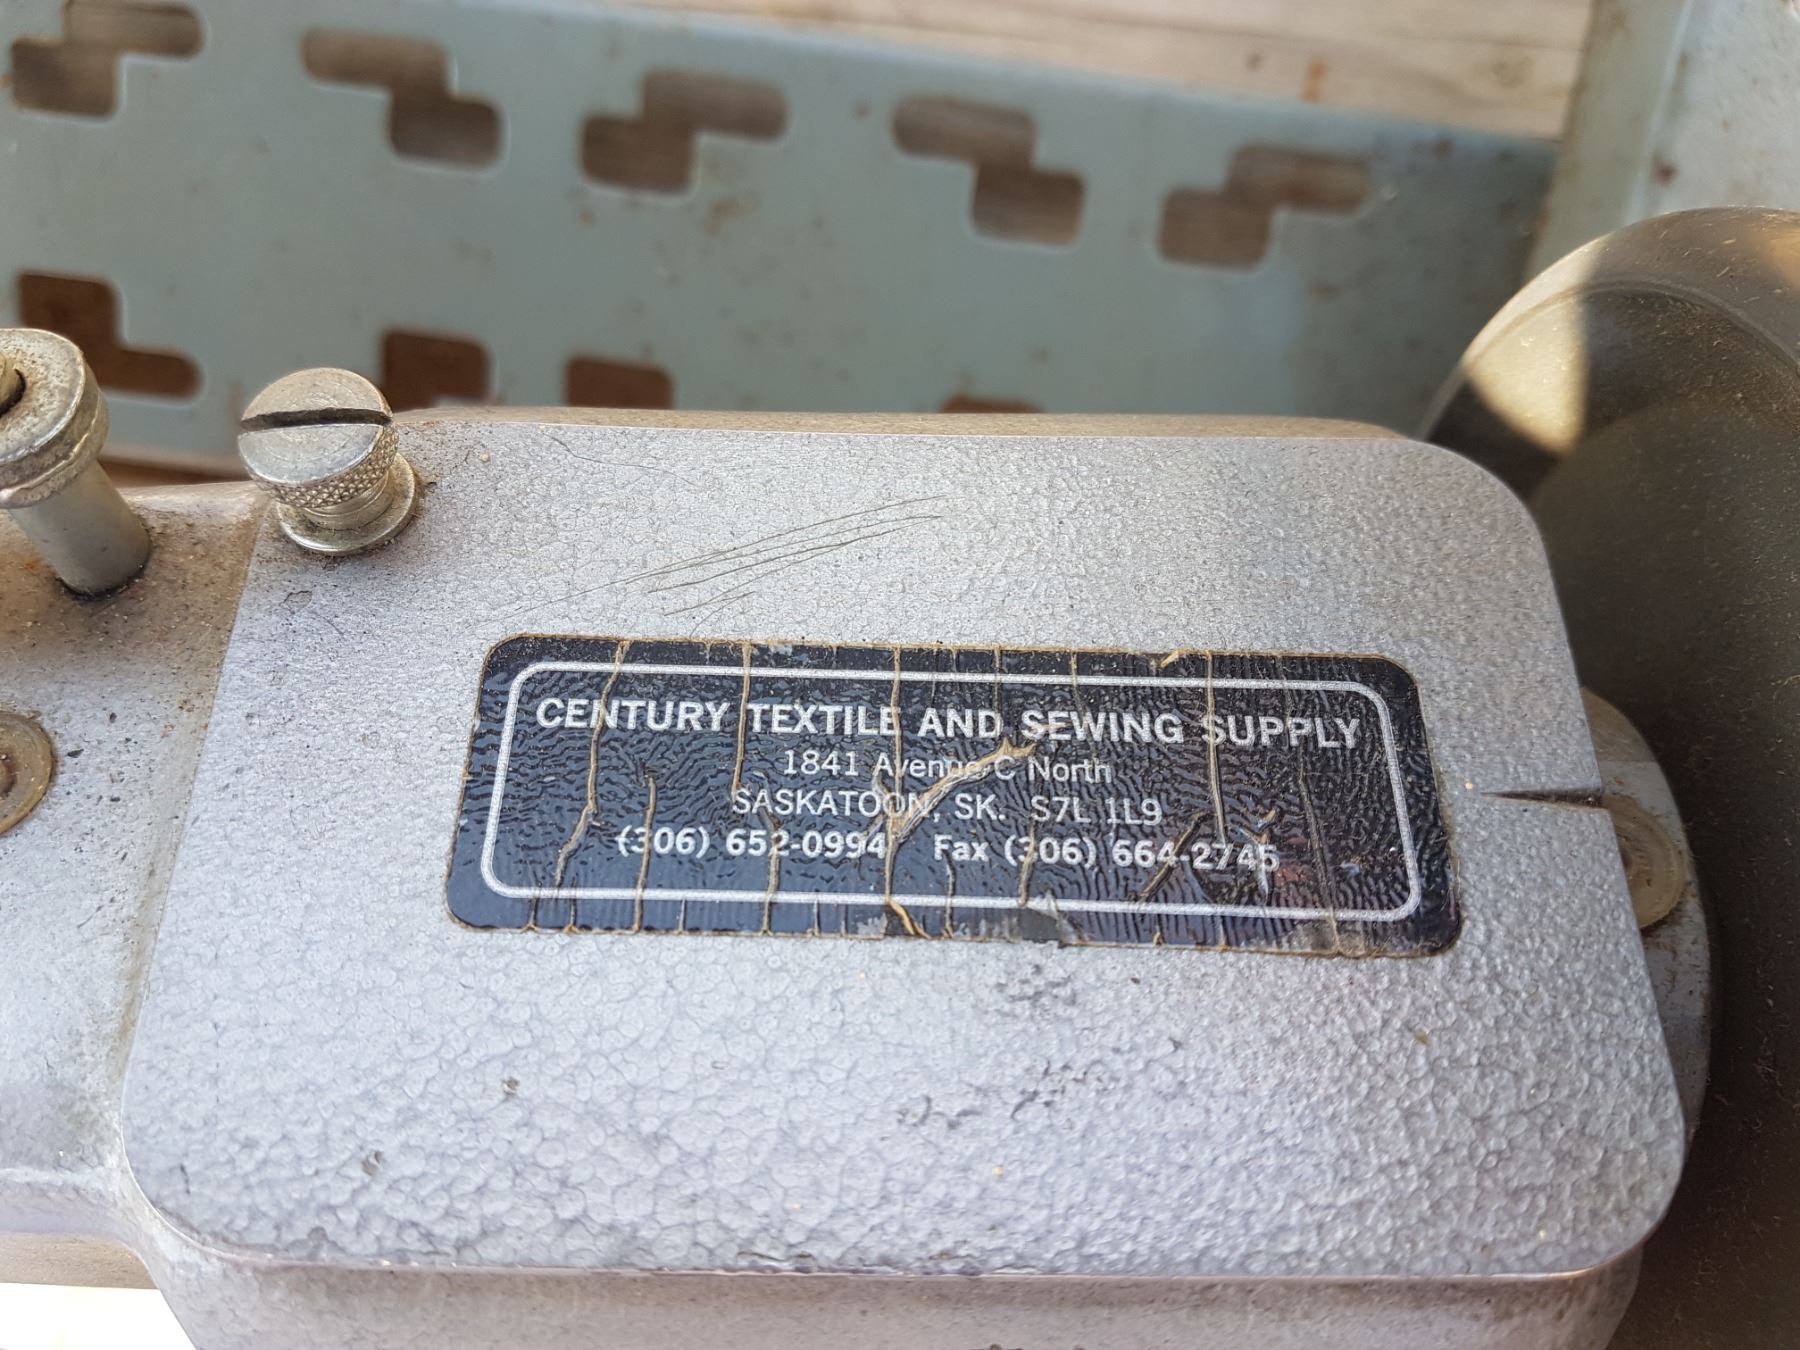 CENTURY TEXTILE AND SEWING SUPPLY
1841 Avenue C North
SASKATOON, SK. S7L 1L9
(306) 652-0994 Fax (306) 664-2745